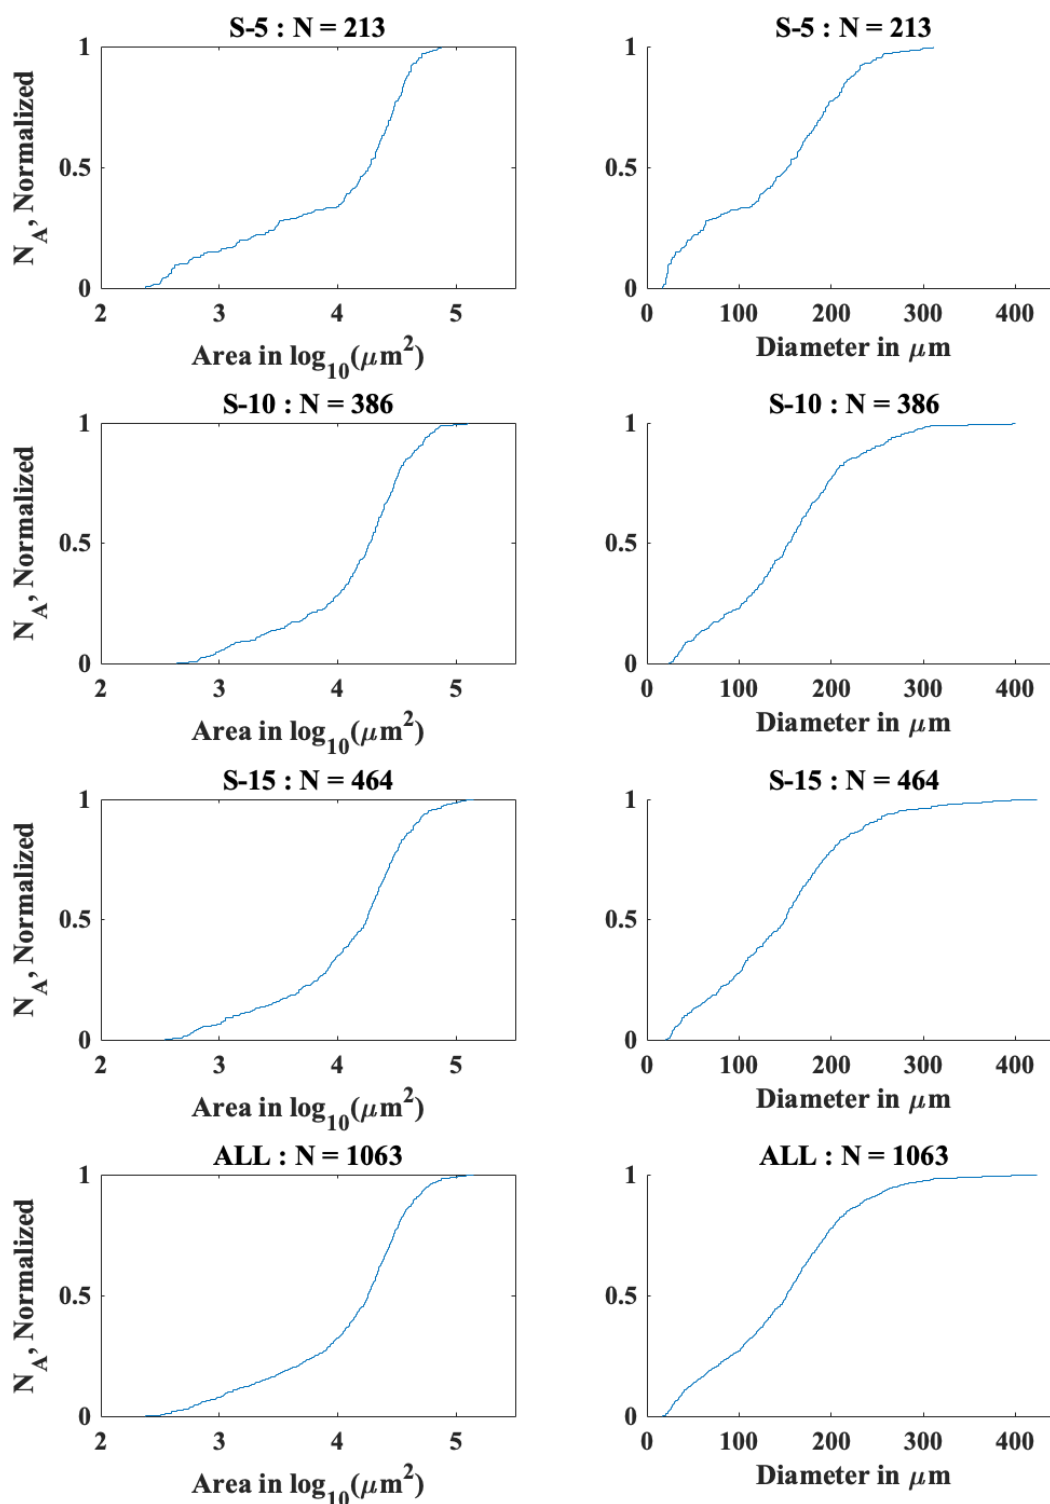 S-5 : N = 213
S-5 : N = 213
1
0.5
0
N_A, Normalized
2 3 4 5
Area in log₁₀(μm²)
1
0.5
0
0 100 200 300 400
Diameter in μm
S-10 : N = 386
S-10 : N = 386
1
0.5
0
N_A, Normalized
2 3 4 5
Area in log₁₀(μm²)
1
0.5
0
0 100 200 300 400
Diameter in μm
S-15 : N = 464
S-15 : N = 464
1
0.5
0
N_A, Normalized
2 3 4 5
Area in log₁₀(μm²)
1
0.5
0
0 100 200 300 400
Diameter in μm
ALL : N = 1063
ALL : N = 1063
1
0.5
0
N_A, Normalized
2 3 4 5
Area in log₁₀(μm²)
1
0.5
0
0 100 200 300 400
Diameter in μm